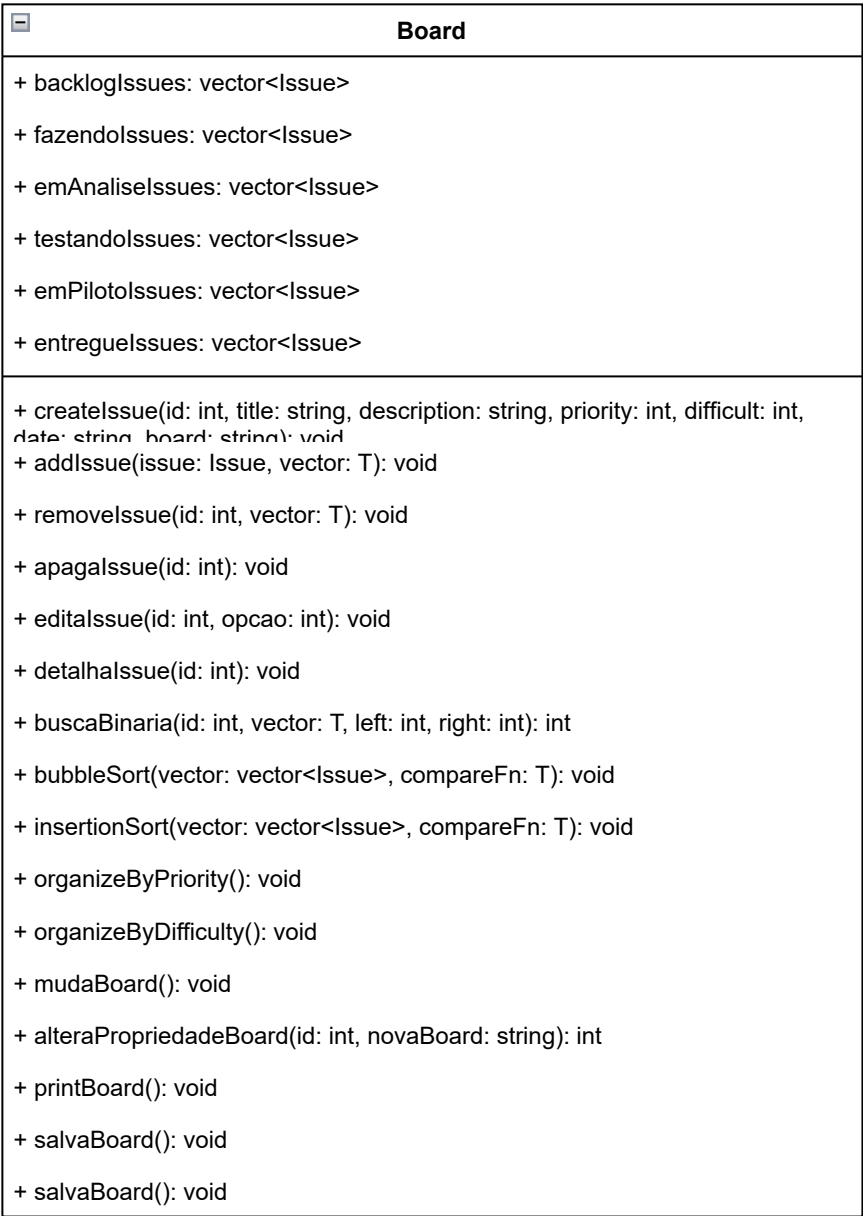 Board
+ backlogIssues: vector<Issue>
+ fazendoIssues: vector<Issue>
+ emAnaliseIssues: vector<Issue>
+ testandoIssues: vector<Issue>
+ emPilotoIssues: vector<Issue>
+ entregueIssues: vector<Issue>
+ createIssue(id: int, title: string, description: string, priority: int, difficult: int,
date: string, board: string): void
+ addIssue(issue: Issue, vector: T): void
+ removeIssue(id: int, vector: T): void
+ apagaIssue(id: int): void
+ editaIssue(id: int, opcao: int): void
+ detalhaIssue(id: int): void
+ buscaBinaria(id: int, vector: T, left: int, right: int): int
+ bubbleSort(vector: vector<Issue>, compareFn: T): void
+ insertionSort(vector: vector<Issue>, compareFn: T): void
+ organizeByPriority(): void
+ organizeByDifficulty(): void
+ mudaBoard(): void
+ alteraPropriedadeBoard(id: int, novaBoard: string): int
+ printBoard(): void
+ salvaBoard(): void
+ salvaBoard(): void